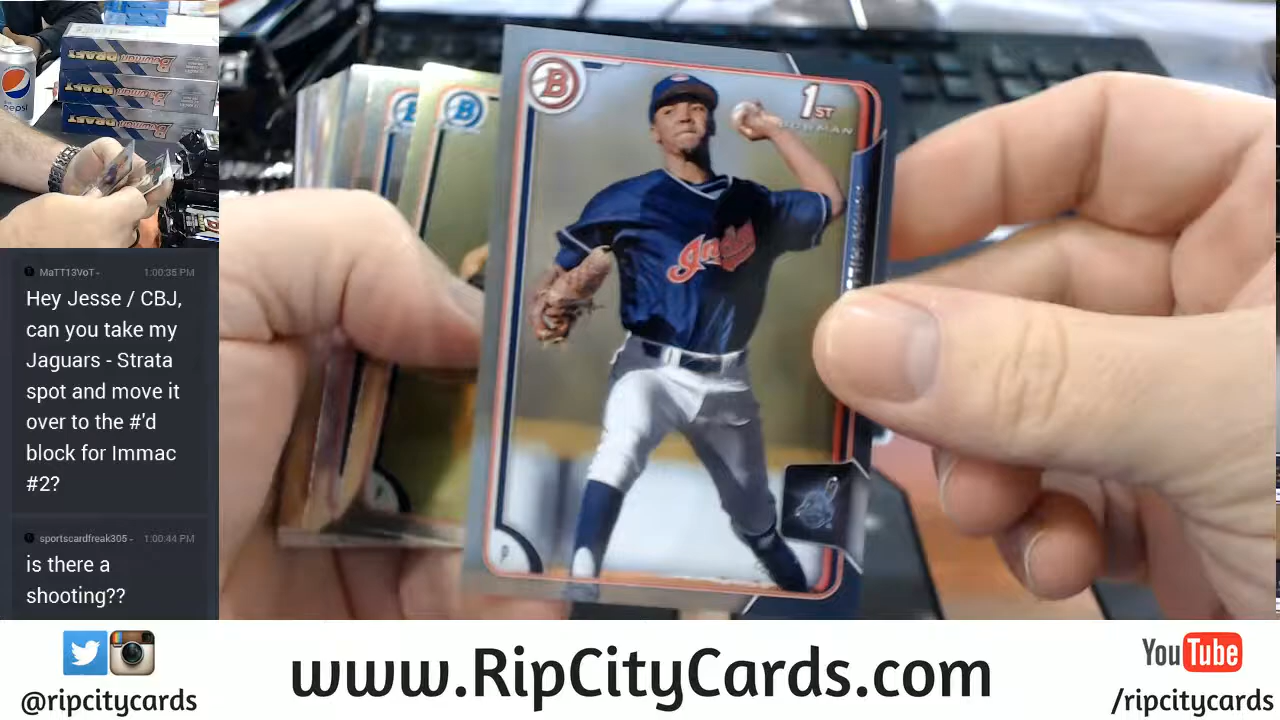 pepsi
Bowman DRAFT
Bowman DRAFT
Bowman DRAFT
MaTT13VoT - 1:00:35 PM
Hey Jesse / CBJ,
can you take my
Jaguars - Strata
spot and move it
over to the #'d
block for Immac
#2?
sportscardfreak305 - 1:00:44 PM
is there a
shooting??
B
1ST
BOWMAN
Indians
P
@ripcitycards
www.RipCityCards.com
YouTube
/ripcitycards